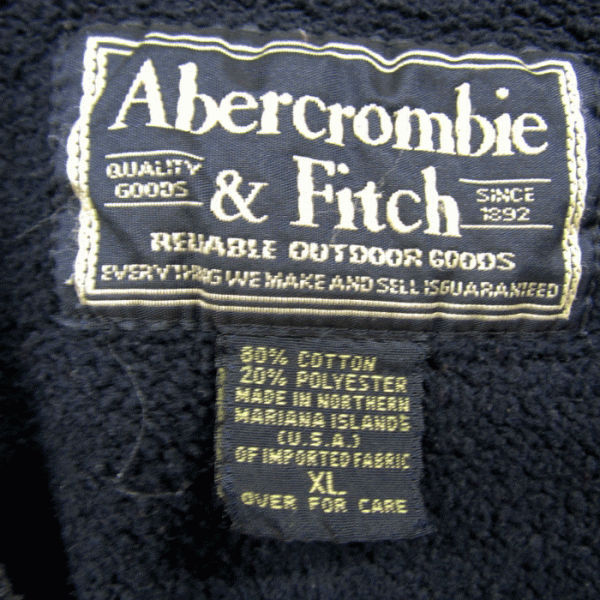 Abercrombie
QUALITY
GOODS
& Fitch
SINCE
1892
RELIABLE OUTDOOR GOODS
EVERYTHING WE MAKE AND SELL IS GUARANTEED
80% COTTON
20% POLYESTER
MADE IN NORTHERN
MARIANA ISLANDS
(U.S.A.)
OF IMPORTED FABRIC
XL
OVER FOR CARE